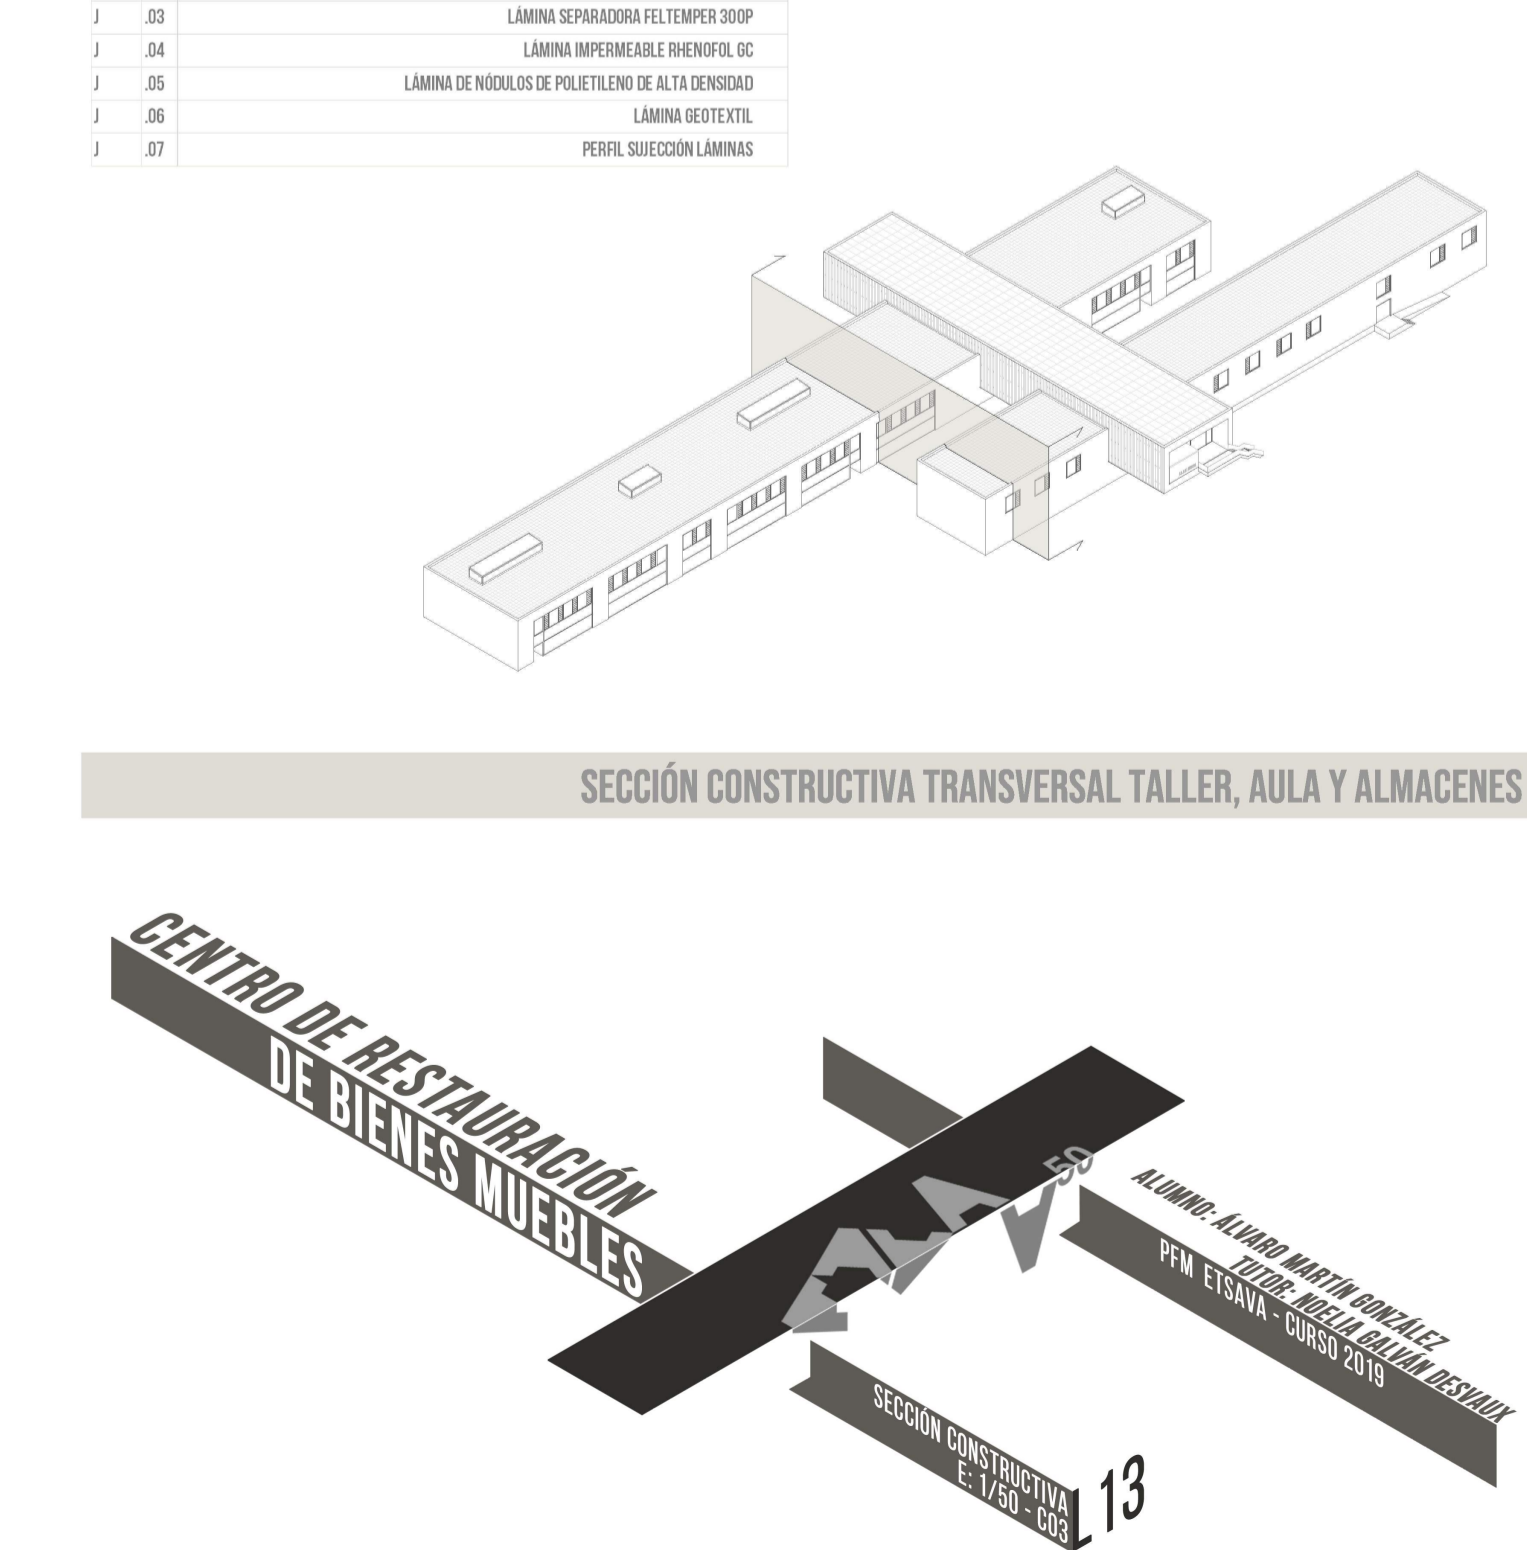 J .03 LÁMINA SEPARADORA FELTEMPER 300P
J .04 LÁMINA IMPERMEABLE RHENOFOL GC
J .05 LÁMINA DE NÓDULOS DE POLIETILENO DE ALTA DENSIDAD
J .06 LÁMINA GEOTEXTIL
J .07 PERFIL SUJECCIÓN LÁMINAS
SECCIÓN CONSTRUCTIVA TRANSVERSAL TALLER, AULA Y ALMACENES
CENTRO DE RESTAURACIÓN
DE BIENES MUEBLES
50
ALUMNO: ÁLVARO MARTÍN GONZÁLEZ
TUTOR: NOELIA GALVÁN DESVAUX
PFM ETSAVA - CURSO 2019
SECCIÓN CONSTRUCTIVA
E: 1/50 - C03
L 13